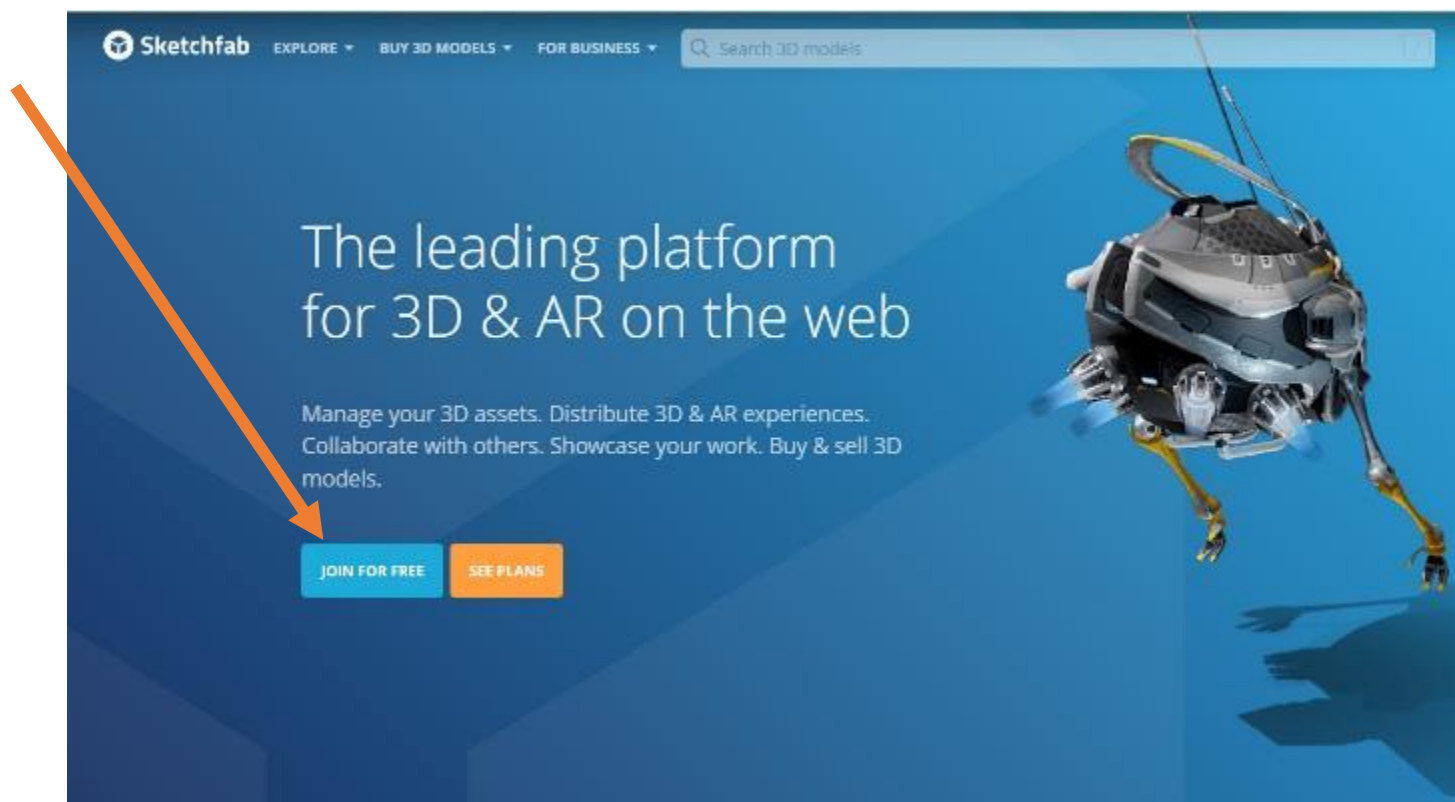 Sketchfab EXPLORE BUY 3D MODELS FOR BUSINESS Search 3D models
The leading platform
for 3D & AR on the web
Manage your 3D assets. Distribute 3D & AR experiences.
Collaborate with others. Showcase your work. Buy & sell 3D
models.
JOIN FOR FREE SEE PLANS